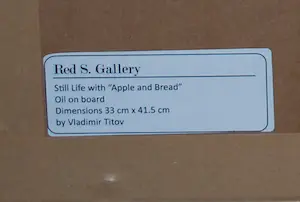 Red S. Gallery
Still Life with "Apple and Bread"
Oil on board
Dimensions 33 cm x 41.5 cm
by Vladimir Titov